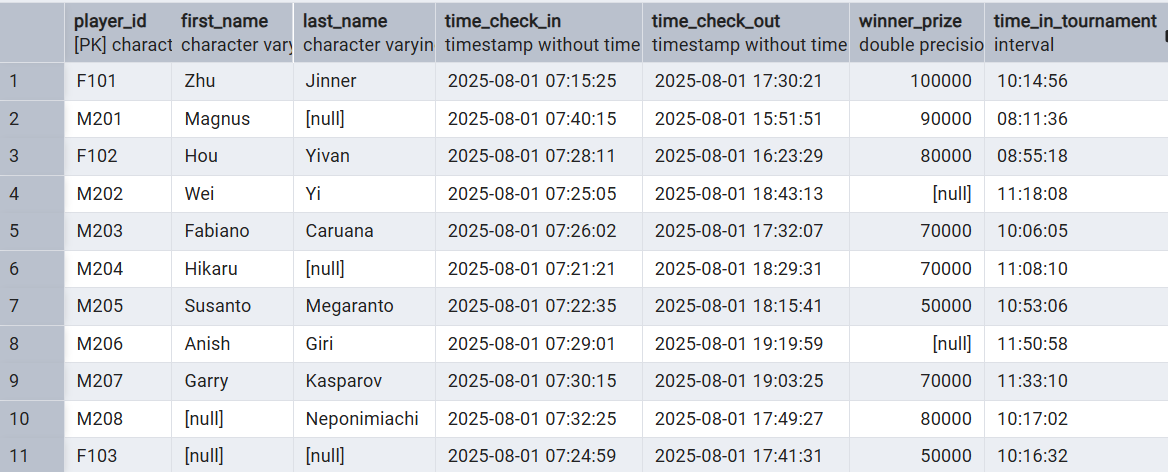 player_id first_name last_name time_check_in time_check_out winner_prize time_in_tournament
[PK] charact character vary character varyin timestamp without time timestamp without time double precisio interval
1 F101 Zhu Jinner 2025-08-01 07:15:25 2025-08-01 17:30:21 100000 10:14:56
2 M201 Magnus [null] 2025-08-01 07:40:15 2025-08-01 15:51:51 90000 08:11:36
3 F102 Hou Yivan 2025-08-01 07:28:11 2025-08-01 16:23:29 80000 08:55:18
4 M202 Wei Yi 2025-08-01 07:25:05 2025-08-01 18:43:13 [null] 11:18:08
5 M203 Fabiano Caruana 2025-08-01 07:26:02 2025-08-01 17:32:07 70000 10:06:05
6 M204 Hikaru [null] 2025-08-01 07:21:21 2025-08-01 18:29:31 70000 11:08:10
7 M205 Susanto Megaranto 2025-08-01 07:22:35 2025-08-01 18:15:41 50000 10:53:06
8 M206 Anish Giri 2025-08-01 07:29:01 2025-08-01 19:19:59 [null] 11:50:58
9 M207 Garry Kasparov 2025-08-01 07:30:15 2025-08-01 19:03:25 70000 11:33:10
10 M208 [null] Neponimiachi 2025-08-01 07:32:25 2025-08-01 17:49:27 80000 10:17:02
11 F103 [null] [null] 2025-08-01 07:24:59 2025-08-01 17:41:31 50000 10:16:32